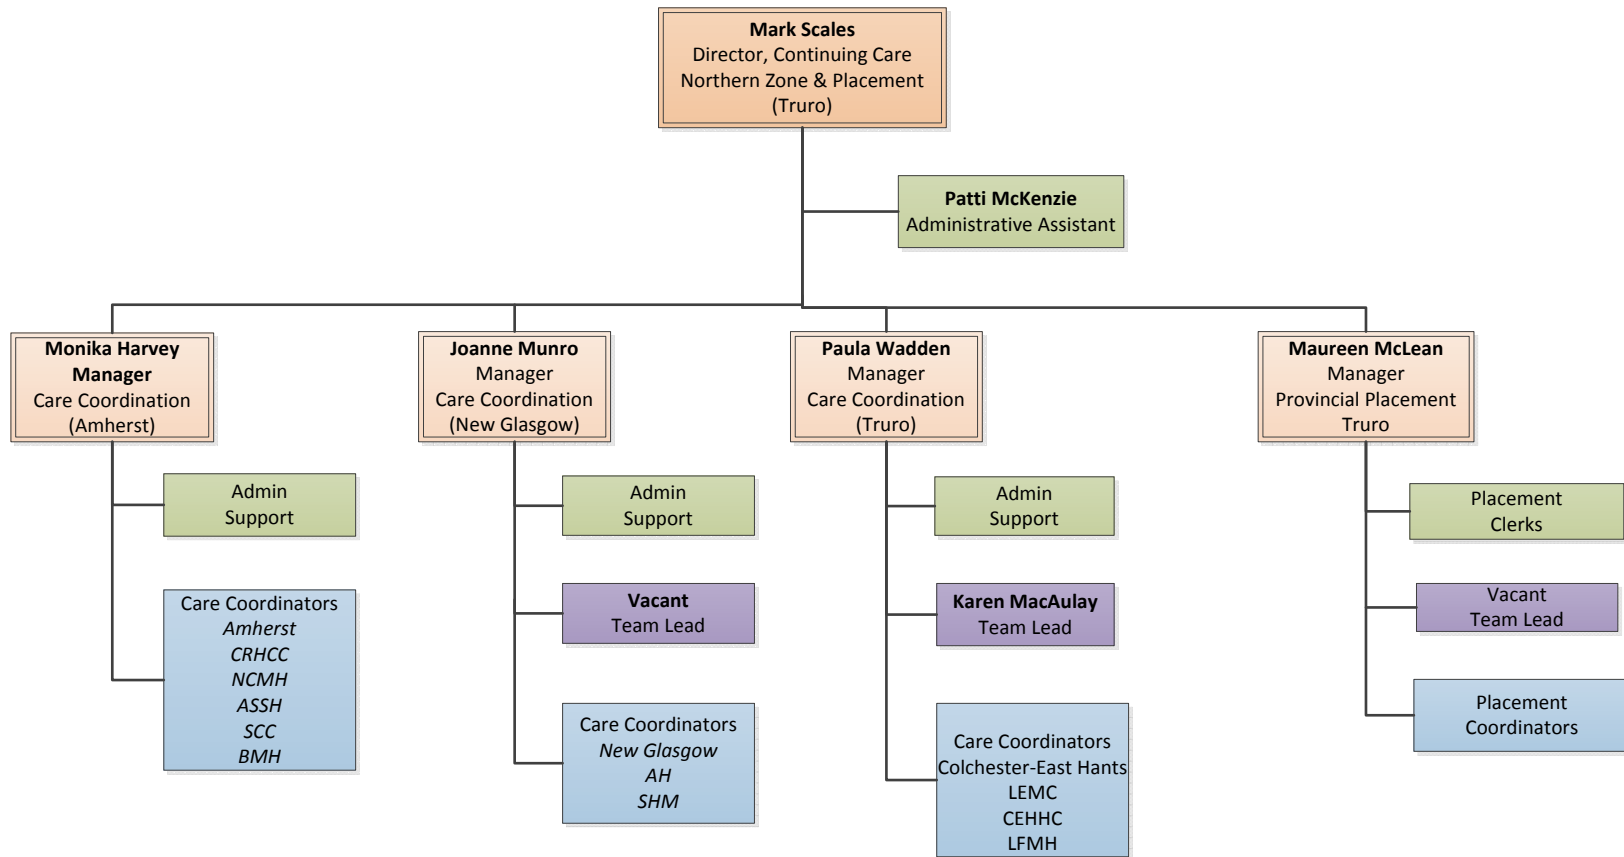 Mark Scales
Director, Continuing Care
Northern Zone & Placement
(Truro)
Patti McKenzie
Administrative Assistant
Monika Harvey
Manager
Care Coordination
(Amherst)
Joanne Munro
Manager
Care Coordination
(New Glasgow)
Paula Wadden
Manager
Care Coordination
(Truro)
Maureen McLean
Manager
Provincial Placement
Truro
Admin
Support
Care Coordinators
Amherst
CRHCC
NCMH
ASSH
SCC
BMH
Admin
Support
Vacant
Team Lead
Care Coordinators
New Glasgow
AH
SHM
Admin
Support
Karen MacAulay
Team Lead
Care Coordinators
Colchester-East Hants
LEMC
CEHHC
LFMH
Placement
Clerks
Vacant
Team Lead
Placement
Coordinators